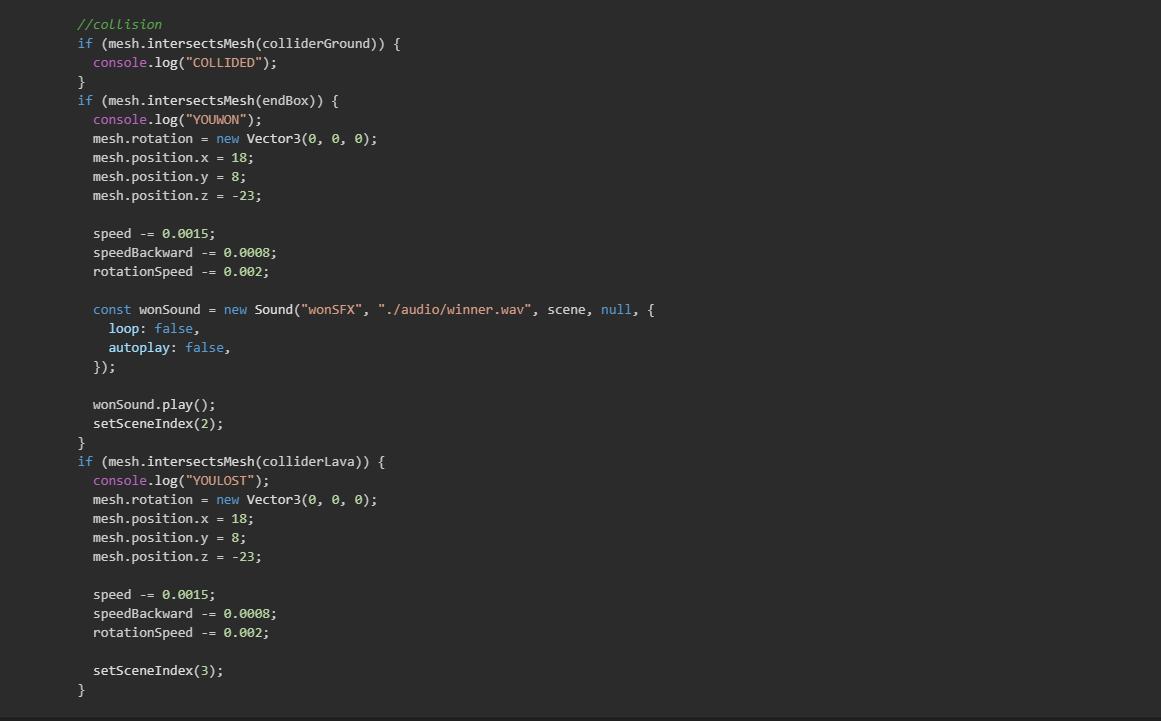 //collision
if (mesh.intersectsMesh(colliderGround)) {
  console.log("COLLIDED");
}
if (mesh.intersectsMesh(endBox)) {
  console.log("YOUWON");
  mesh.rotation = new Vector3(0, 0, 0);
  mesh.position.x = 18;
  mesh.position.y = 8;
  mesh.position.z = -23;

  speed -= 0.0015;
  speedBackward -= 0.0008;
  rotationSpeed -= 0.002;

  const wonSound = new Sound("wonSFX", "./audio/winner.wav", scene, null, {
    loop: false,
    autoplay: false,
  });

  wonSound.play();
  setSceneIndex(2);
}
if (mesh.intersectsMesh(colliderLava)) {
  console.log("YOULOST");
  mesh.rotation = new Vector3(0, 0, 0);
  mesh.position.x = 18;
  mesh.position.y = 8;
  mesh.position.z = -23;

  speed -= 0.0015;
  speedBackward -= 0.0008;
  rotationSpeed -= 0.002;

  setSceneIndex(3);
}